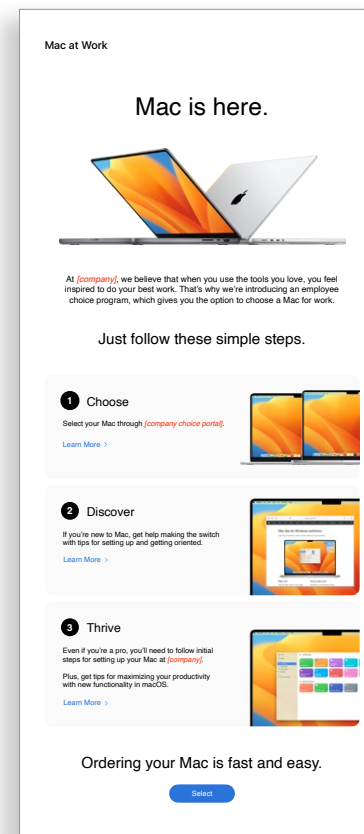 Mac at Work
Mac is here.
At [company], we believe that when you use the tools you love, you feel
inspired to do your best work. That’s why we’re introducing an employee
choice program, which gives you the option to choose a Mac for work.
Just follow these simple steps.
1 Choose
Select your Mac through [company choice portal].
Learn More >
2 Discover
If you’re new to Mac, get help making the switch
with tips for setting up and getting oriented.
Learn More >
3 Thrive
Even if you’re a pro, you’ll need to follow initial
steps for setting up your Mac at [company].
Plus, get tips for maximizing your productivity
with new functionality in macOS.
Learn More >
Ordering your Mac is fast and easy.
Select